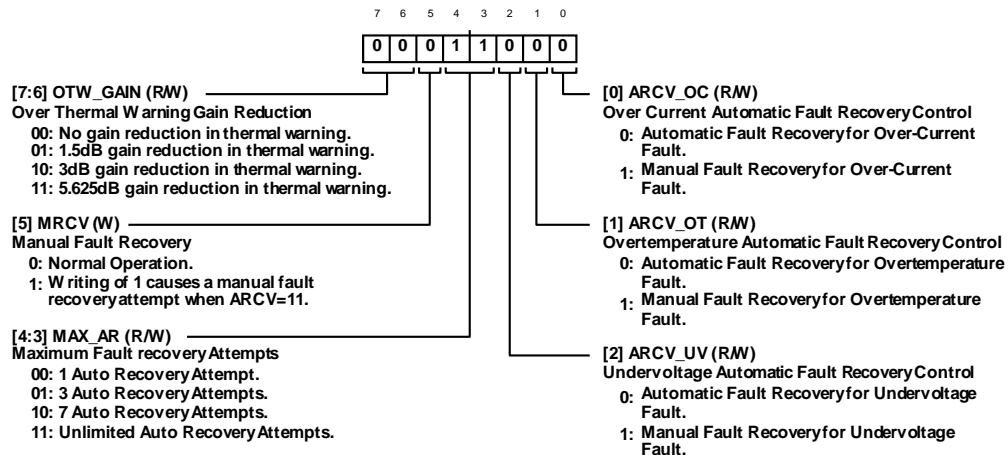 7 6 5 4 3 2 1 0
0 0 0 1 1 0 0 0
[7:6] OTW_GAIN (R/W)
Over Thermal Warning Gain Reduction
00: No gain reduction in thermal warning.
01: 1.5dB gain reduction in thermal warning.
10: 3dB gain reduction in thermal warning.
11: 5.625dB gain reduction in thermal warning.
[5] MRCV (W)
Manual Fault Recovery
0: Normal Operation.
1: Writing of 1 causes a manual fault
recovery attempt when ARCV=11.
[4:3] MAX_AR (R/W)
Maximum Fault recovery Attempts
00: 1 Auto Recovery Attempt.
01: 3 Auto Recovery Attempts.
10: 7 Auto Recovery Attempts.
11: Unlimited Auto Recovery Attempts.
[0] ARCV_OC (R/W)
Over Current Automatic Fault Recovery Control
0: Automatic Fault Recovery for Over-Current
Fault.
1: Manual Fault Recovery for Over-Current
Fault.
[1] ARCV_OT (R/W)
Overtemperature Automatic Fault Recovery Control
0: Automatic Fault Recovery for Overtemperature
Fault.
1: Manual Fault Recovery for Overtemperature
Fault.
[2] ARCV_UV (R/W)
Undervoltage Automatic Fault Recovery Control
0: Automatic Fault Recovery for Undervoltage
Fault.
1: Manual Fault Recovery for Undervoltage
Fault.